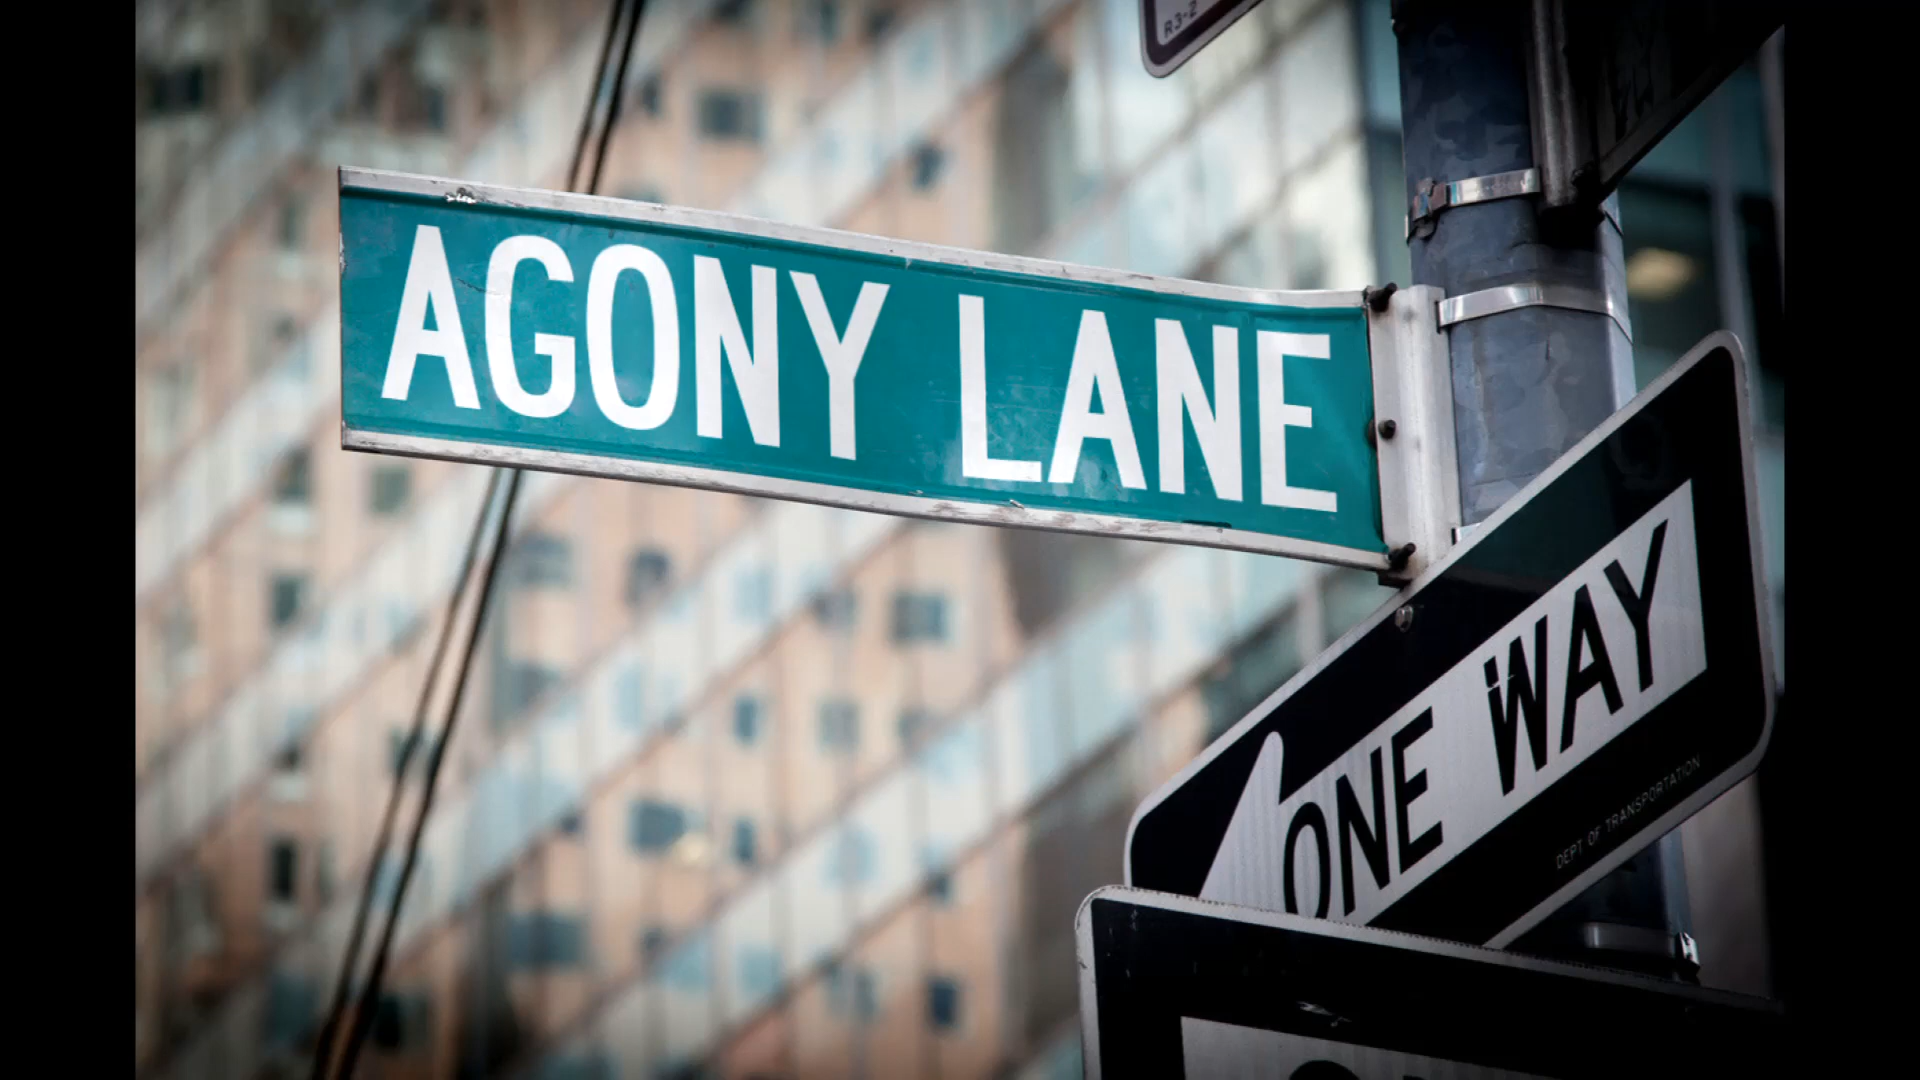 R3-2
AGONY LANE
ONE WAY
DEPT OF TRANSPORTATION